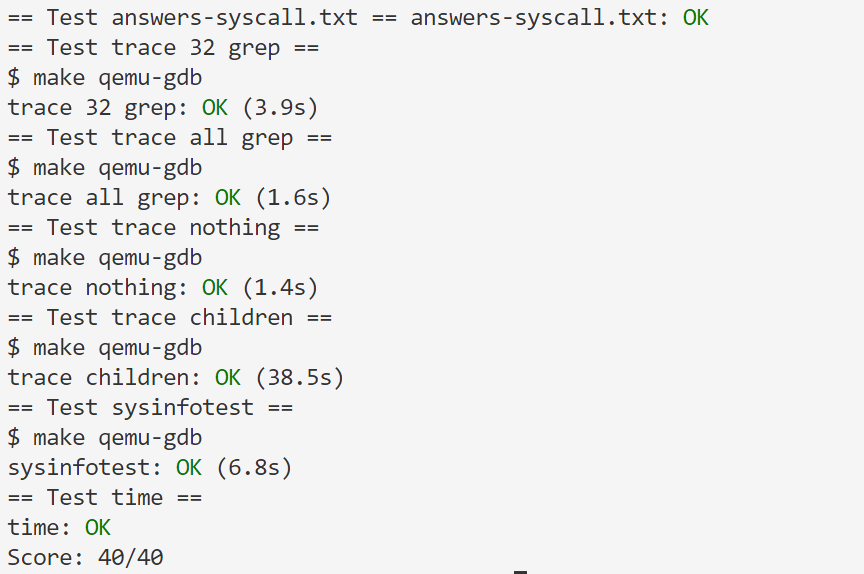 == Test answers-syscall.txt == answers-syscall.txt: OK
== Test trace 32 grep ==
$ make qemu-gdb
trace 32 grep: OK (3.9s)
== Test trace all grep ==
$ make qemu-gdb
trace all grep: OK (1.6s)
== Test trace nothing ==
$ make qemu-gdb
trace nothing: OK (1.4s)
== Test trace children ==
$ make qemu-gdb
trace children: OK (38.5s)
== Test sysinfotest ==
$ make qemu-gdb
sysinfotest: OK (6.8s)
== Test time ==
time: OK
Score: 40/40